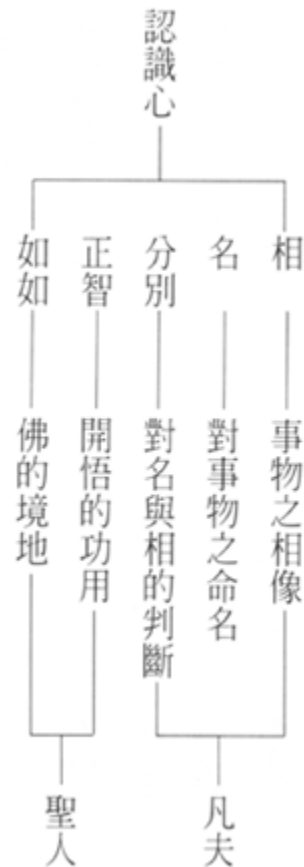 認識心
相　事物之相像
名　對事物之命名
分別　對名與相的判斷
正智　開悟的功用
如如　佛的境地
凡夫
聖人